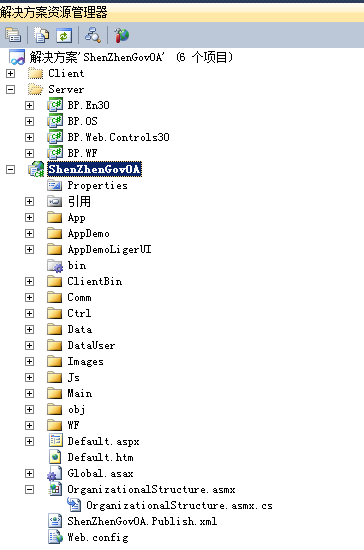 解决方案资源管理器
解决方案'ShenZhenGovOA' (6 个项目)
Client
Server
BP.En30
BP.OS
BP.Web.Controls30
BP.WF
ShenZhenGovOA
Properties
引用
App
AppDemo
AppDemoLigerUI
bin
ClientBin
Comm
Ctrl
Data
DataUser
Images
Js
Main
obj
WF
Default.aspx
Default.htm
Global.asax
OrganizationalStructure.asmx
OrganizationalStructure.asmx.cs
ShenZhenGovOA.Publish.xml
Web.config